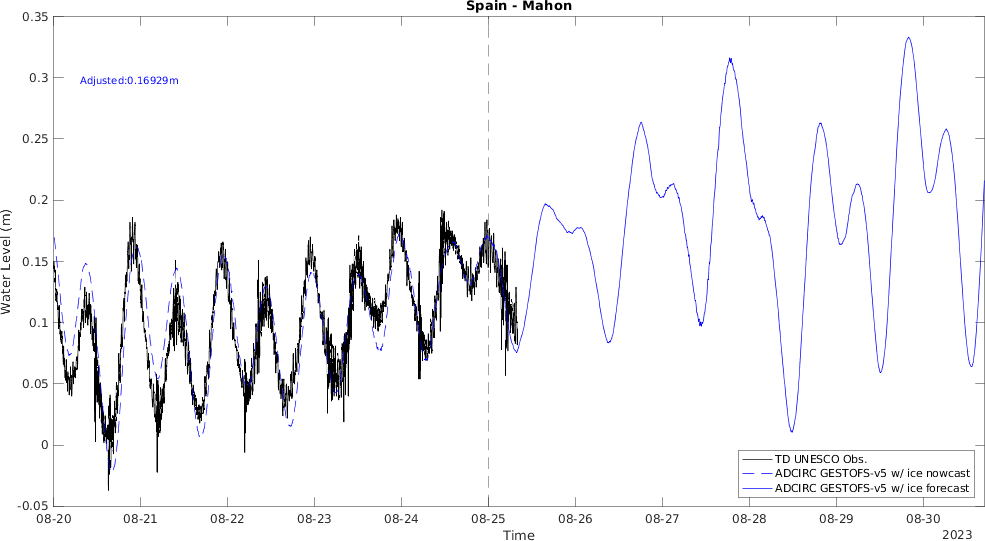 Spain - Mahon
0.35
0.3
0.25
0.2
0.15
0.1
0.05
0
-0.05
Water Level (m)
Adjusted:0.16929m
TD UNESCO Obs.
ADCIRC GESTOFS-v5 w/ ice nowcast
ADCIRC GESTOFS-v5 w/ ice forecast
08-20 08-21 08-22 08-23 08-24 08-25 08-26 08-27 08-28 08-29 08-30
Time
2023